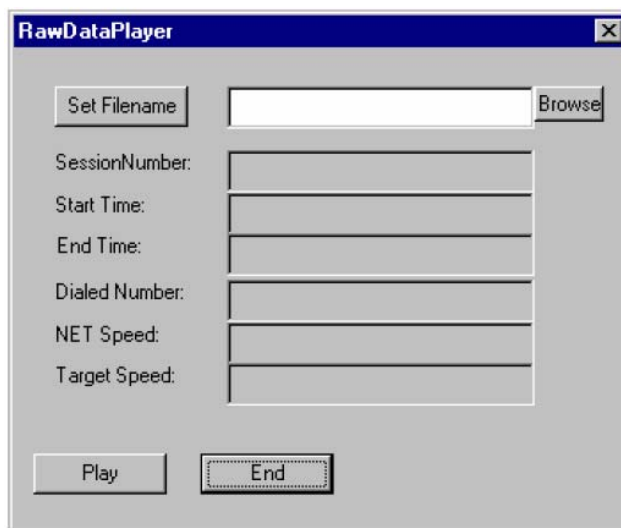 RawDataPlayer
Set Filename Browse
SessionNumber:
Start Time:
End Time:
Dialed Number:
NET Speed:
Target Speed:
Play End